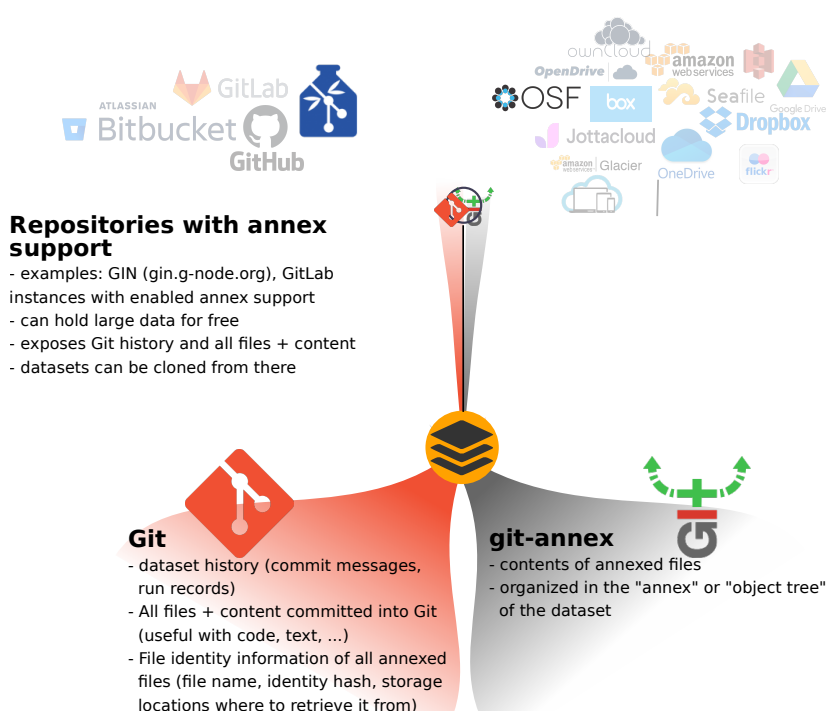 ownCloud
OpenDrive
amazon
webservices
GitLab
OSF
box
Seafile
Google Drive
ATLASSIAN
Bitbucket
Dropbox
Jottacloud
GitHub
amazon
webservices
Glacier
OneDrive
flickr
Repositories with annex
support
- examples: GIN (gin.g-node.org), GitLab
instances with enabled annex support
- can hold large data for free
- exposes Git history and all files + content
- datasets can be cloned from there
Git
git-annex
GIT
- dataset history (commit messages,
run records)
- All files + content committed into Git
(useful with code, text, ...)
- File identity information of all annexed
files (file name, identity hash, storage
locations where to retrieve it from)
- contents of annexed files
- organized in the "annex" or "object tree"
of the dataset